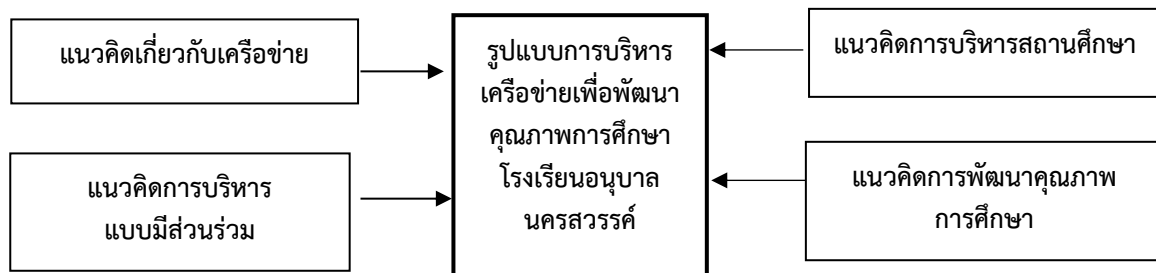 แนวคิดเกี่ยวกับเครือข่าย
แนวคิดการบริหาร
แบบมีส่วนร่วม
รูปแบบการบริหาร
เครือข่ายเพื่อพัฒนา
คุณภาพการศึกษา
โรงเรียนอนุบาล
นครสวรรค์
แนวคิดการบริหารสถานศึกษา
แนวคิดการพัฒนาคุณภาพ
การศึกษา